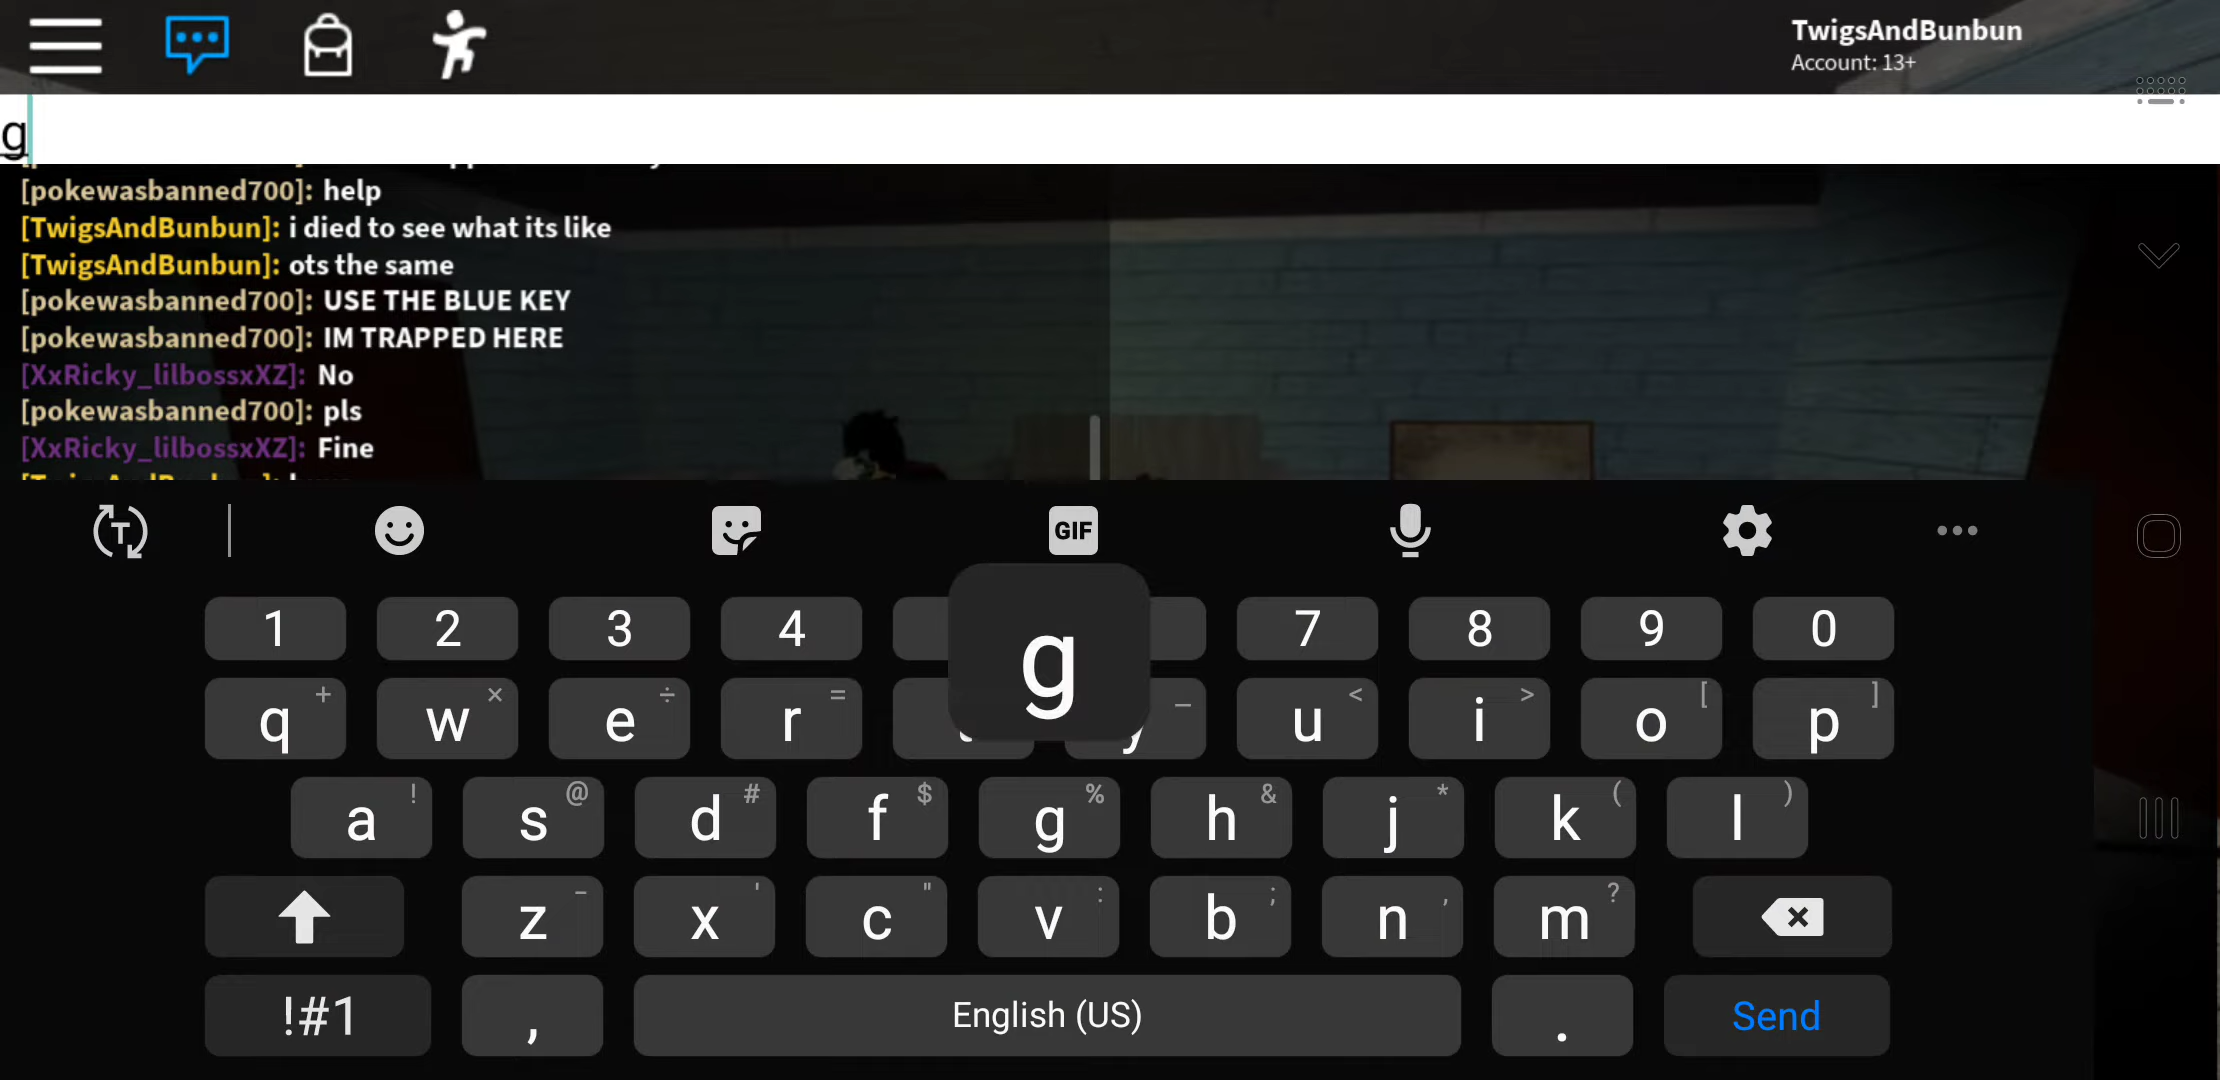 TwigsAndBunbun
Account: 13+
g
[pokewasbanned700]: help
[TwigsAndBunbun]: i died to see what its like
[TwigsAndBunbun]: ots the same
[pokewasbanned700]: USE THE BLUE KEY
[pokewasbanned700]: IM TRAPPED HERE
[XxRicky_lilbossxXZ]: No
[pokewasbanned700]: pls
[XxRicky_lilbossxXZ]: Fine
T GIF
g
1 2 3 4 7 8 9 0
q + w × e ÷ r = y – u < i > o [ p ]
a ! s @ d # f $ g % h & j * k ( l )
z - x ' c " v : b ; n , m ?
!#1 , English (US) . Send